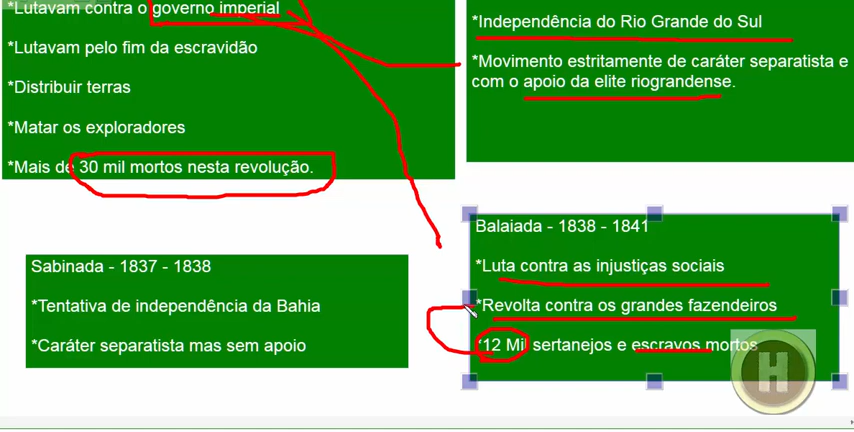 *Lutavam contra o governo imperial
*Lutavam pelo fim da escravidão
*Distribuir terras
*Matar os exploradores
*Mais de 30 mil mortos nesta revolução.
*Independência do Rio Grande do Sul
*Movimento estritamente de caráter separatista e
com o apoio da elite riograndense.
Sabinada - 1837 - 1838
*Tentativa de independência da Bahia
*Caráter separatista mas sem apoio
Balaiada - 1838 - 1841
*Luta contra as injustiças sociais
*Revolta contra os grandes fazendeiros
*12 Mil sertanejos e escravos mortos
H